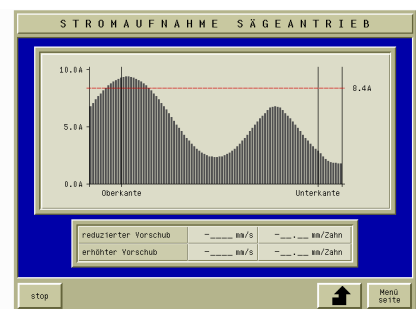 STROMAUFNAHME SÄGEANTRIEB
10.0A
8.4A
5.0A
0.0A
Oberkante Unterkante
reduzierter Vorschub -____ mm/s -__.__ mm/Zahn
erhöhter Vorschub -____ mm/s -__.__ mm/Zahn
stop
Menü
seite